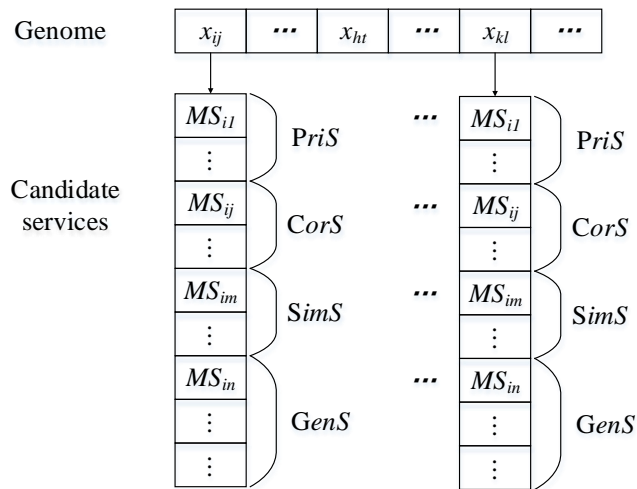 Genome x_ij ... x_ht ... x_kl ...
MS_i1 PriS ... MS_i1 PriS
⋮ ⋮
Candidate services
MS_ij CorS ... MS_ij CorS
⋮ ⋮
MS_im SimS ... MS_im SimS
⋮ ⋮
MS_in GenS ... MS_in GenS
⋮ ⋮
⋮ ⋮